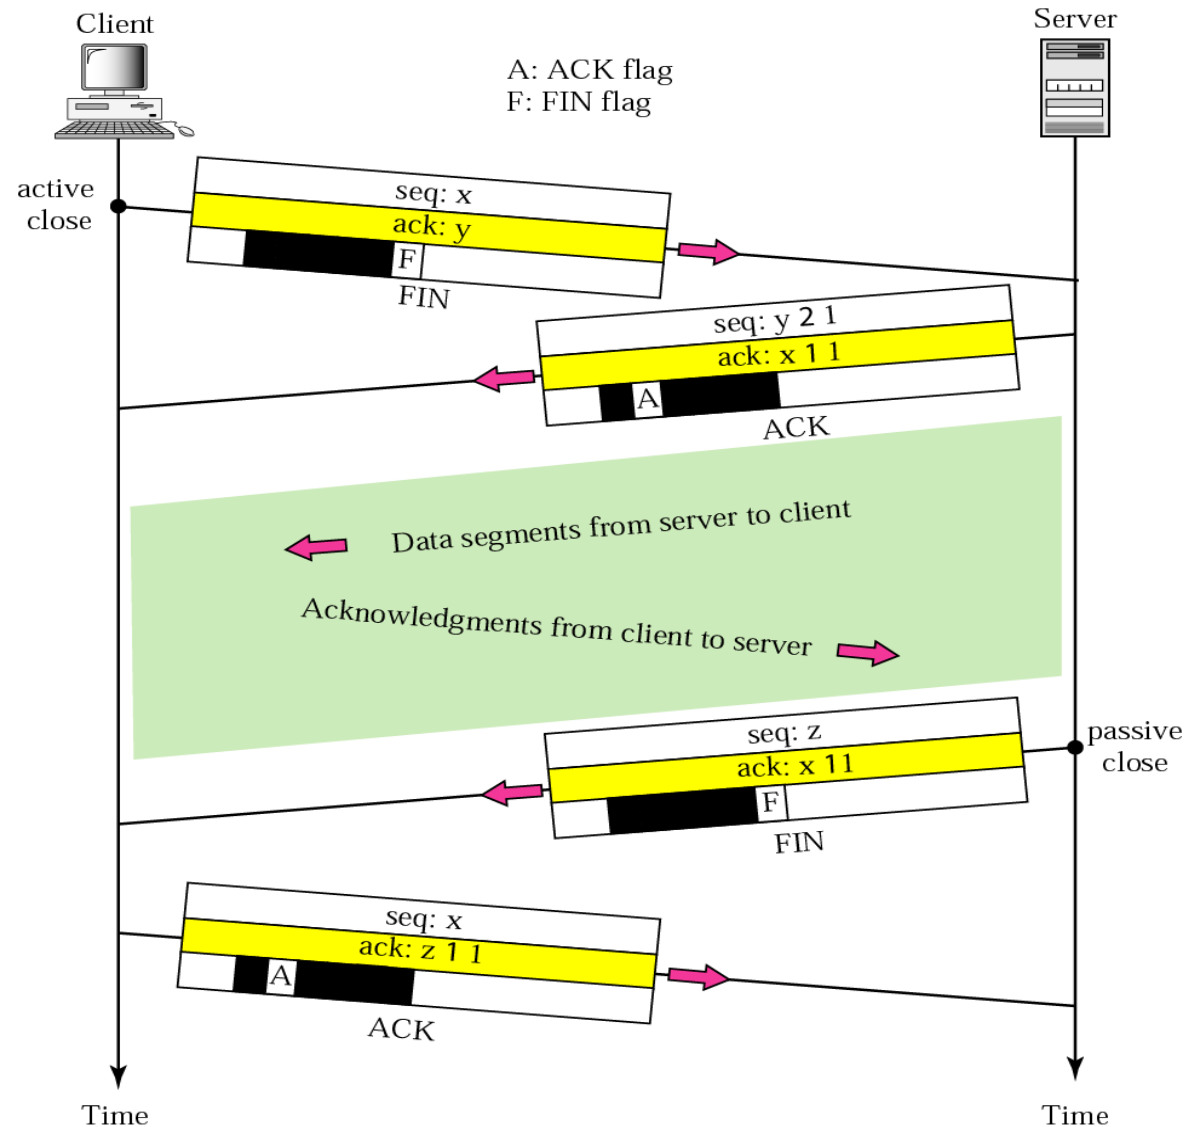 Client
Server
A: ACK flag
F: FIN flag
active
close
seq: x
ack: y
F
FIN
seq: y 2 1
ack: x 1 1
A
ACK
Data segments from server to client
Acknowledgments from client to server
passive
close
seq: z
ack: x 11
F
FIN
seq: x
ack: z 1 1
A
ACK
Time
Time